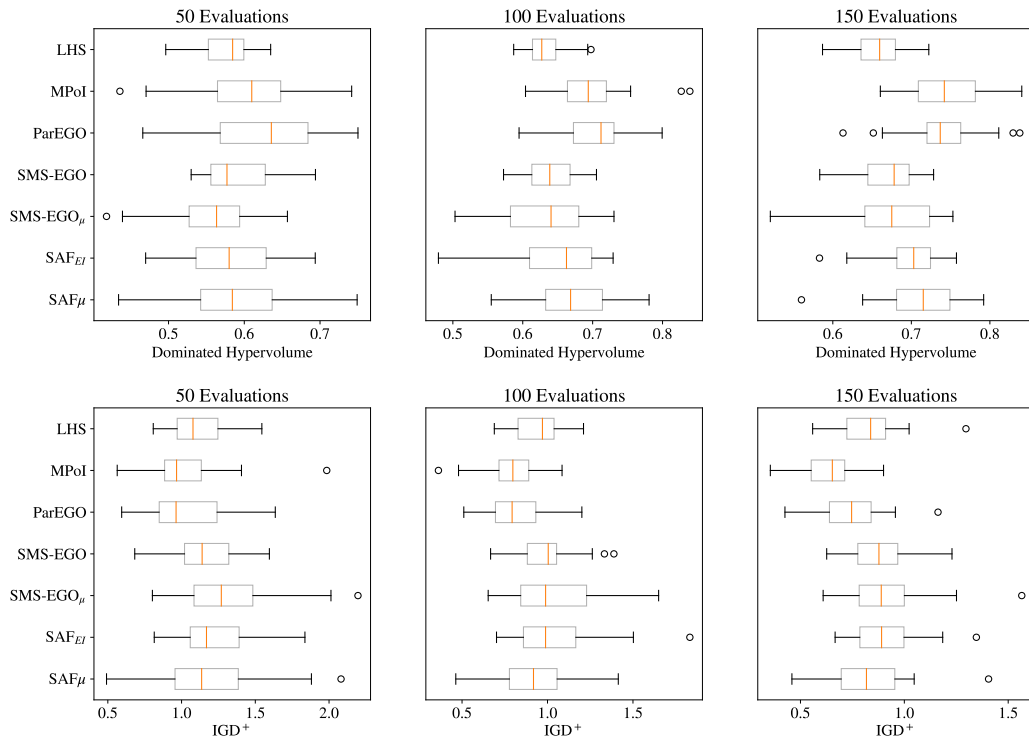 50 Evaluations
100 Evaluations
150 Evaluations
LHS
MPoI
ParEGO
SMS-EGO
SMS-EGOμ
SAFEI
SAFμ
0.5 0.6 0.7
0.5 0.6 0.7 0.8
0.6 0.7 0.8
Dominated Hypervolume
Dominated Hypervolume
Dominated Hypervolume
50 Evaluations
100 Evaluations
150 Evaluations
LHS
MPoI
ParEGO
SMS-EGO
SMS-EGOμ
SAFEI
SAFμ
0.5 1.0 1.5 2.0
0.5 1.0 1.5
0.5 1.0 1.5
IGD+
IGD+
IGD+